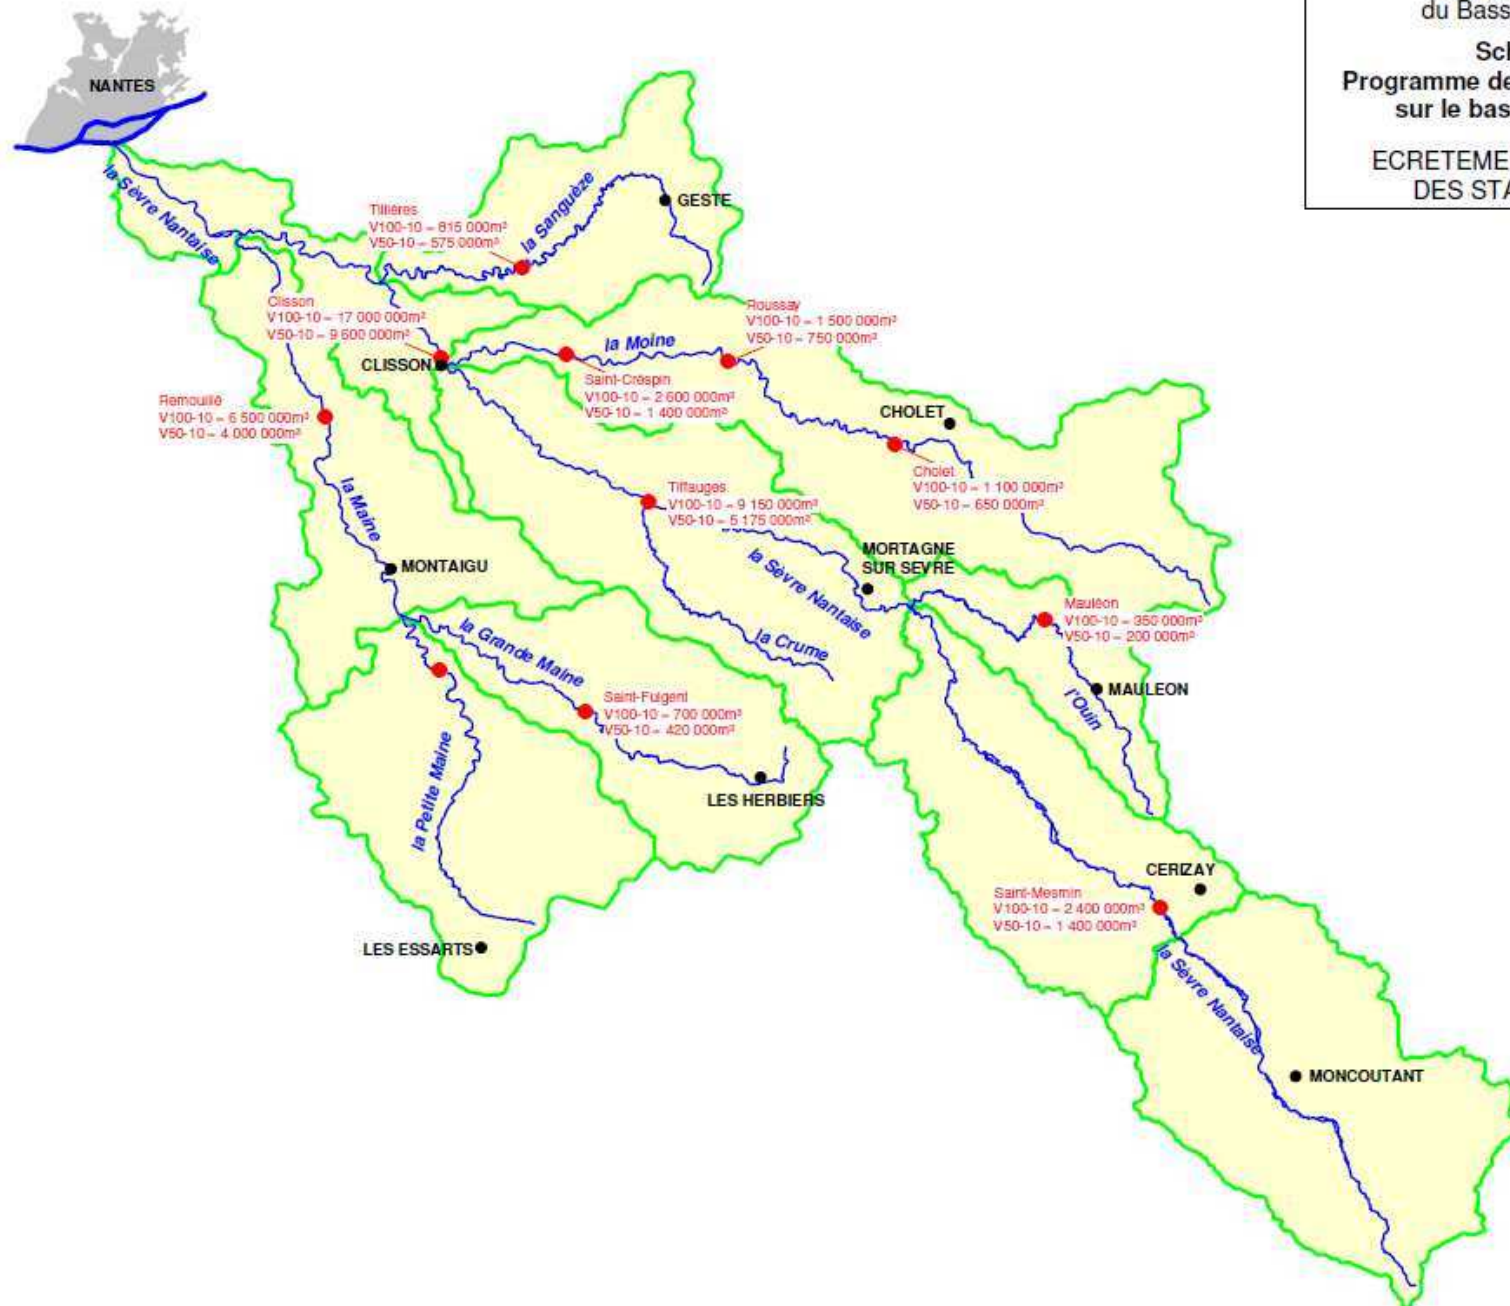 du Bass
Scl
Programme de
sur le bas
ECRETEME
DES STA
NANTES
la Sèvre Nantaise
Tillières
V100-10 = 815 000m³
V50-10 = 575 000m³
la Sanguèze
GESTE
Clisson
V100-10 = 17 000 000m³
V50-10 = 9 600 000m³
CLISSON
la Moine
Roussay
V100-10 = 1 500 000m³
V50-10 = 750 000m³
Saint-Crèspin
V100-10 = 2 600 000m³
V50-10 = 1 400 000m³
CHOLET
Remouillé
V100-10 = 6 500 000m³
V50-10 = 4 000 000m³
Cholet
V100-10 = 1 100 000m³
V50-10 = 650 000m³
la Maine
Tiffauges
V100-10 = 9 150 000m³
V50-10 = 5 175 000m³
MORTAGNE
SUR SEVRE
la Sèvre Nantaise
MONTAIGU
Mauléon
V100-10 = 350 000m³
V50-10 = 200 000m³
la Grande Maine
la Crume
MAULEON
l'Ouin
Saint-Fulgent
V100-10 = 700 000m³
V50-10 = 420 000m³
la Petite Maine
LES HERBIERS
CERIZAY
Saint-Mesmin
V100-10 = 2 400 000m³
V50-10 = 1 400 000m³
LES ESSARTS
la Sèvre Nantaise
MONCOUTANT